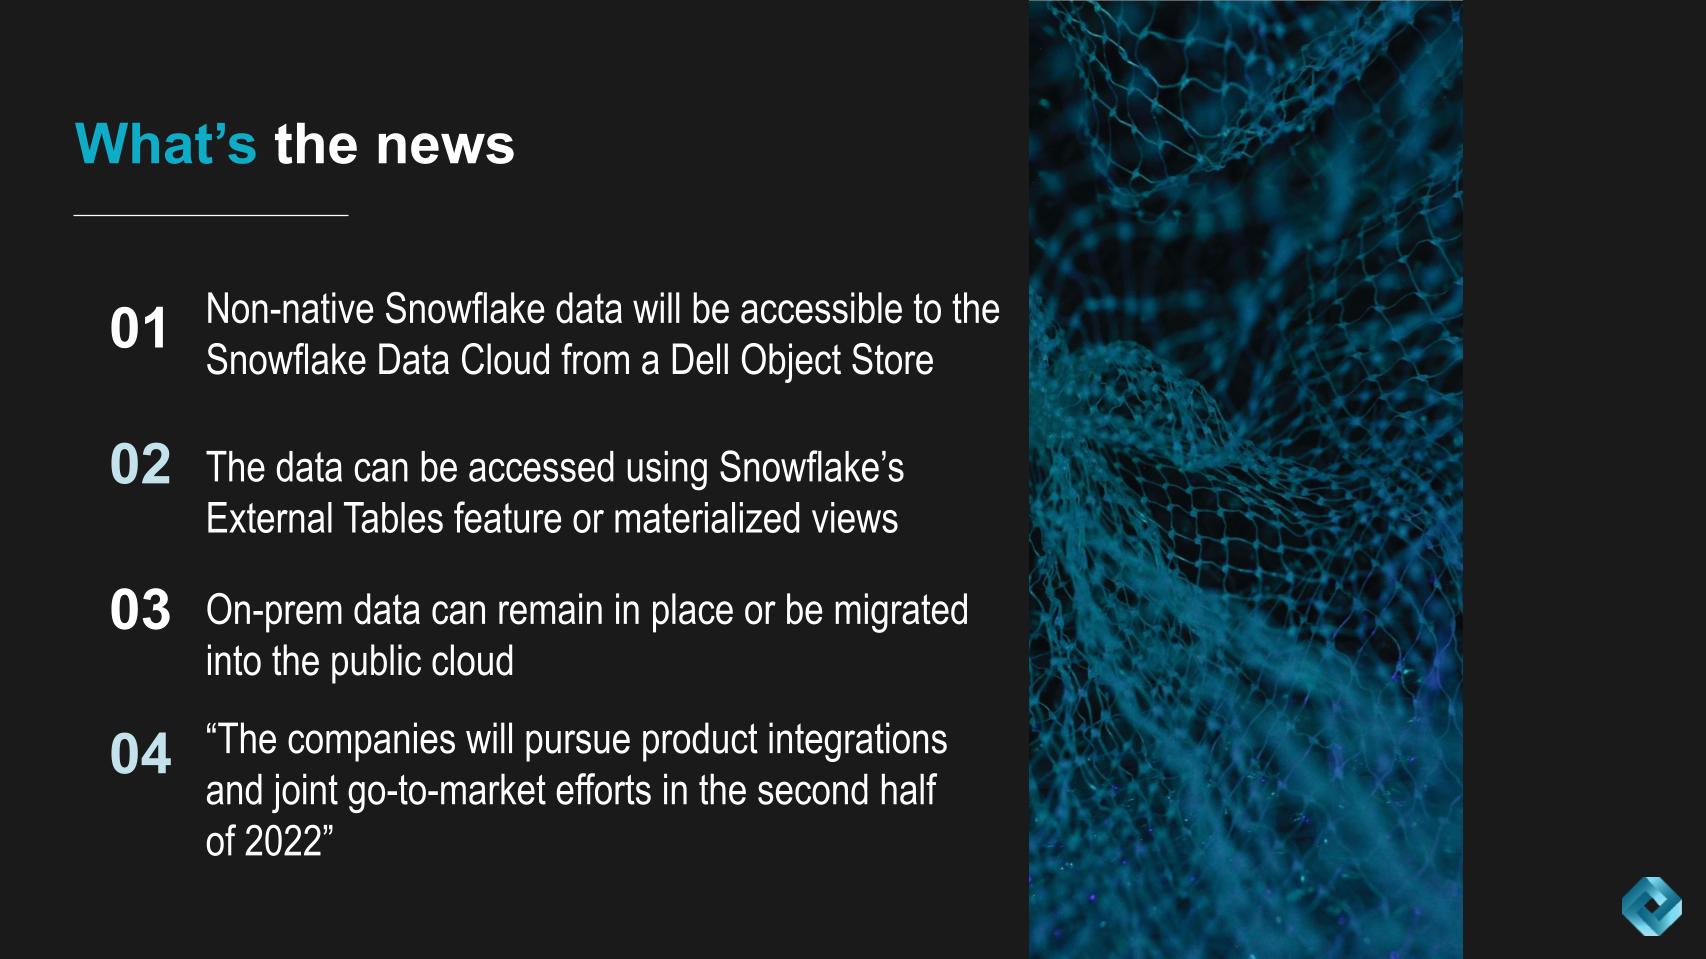 What’s the news
01
Non-native Snowflake data will be accessible to the
Snowflake Data Cloud from a Dell Object Store
02
The data can be accessed using Snowflake’s
External Tables feature or materialized views
03
On-prem data can remain in place or be migrated
into the public cloud
04
“The companies will pursue product integrations
and joint go-to-market efforts in the second half
of 2022”